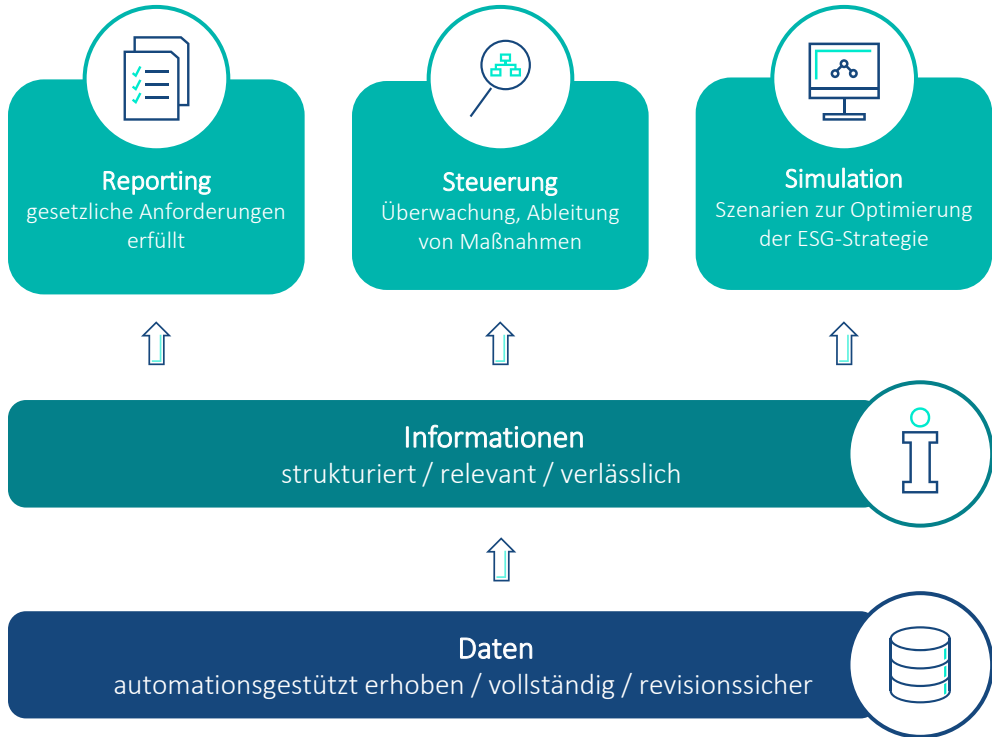 Reporting
gesetzliche Anforderungen
erfüllt
Steuerung
Überwachung, Ableitung
von Maßnahmen
Simulation
Szenarien zur Optimierung
der ESG-Strategie
Informationen
strukturiert / relevant / verlässlich
Daten
automationsgestützt erhoben / vollständig / revisionssicher